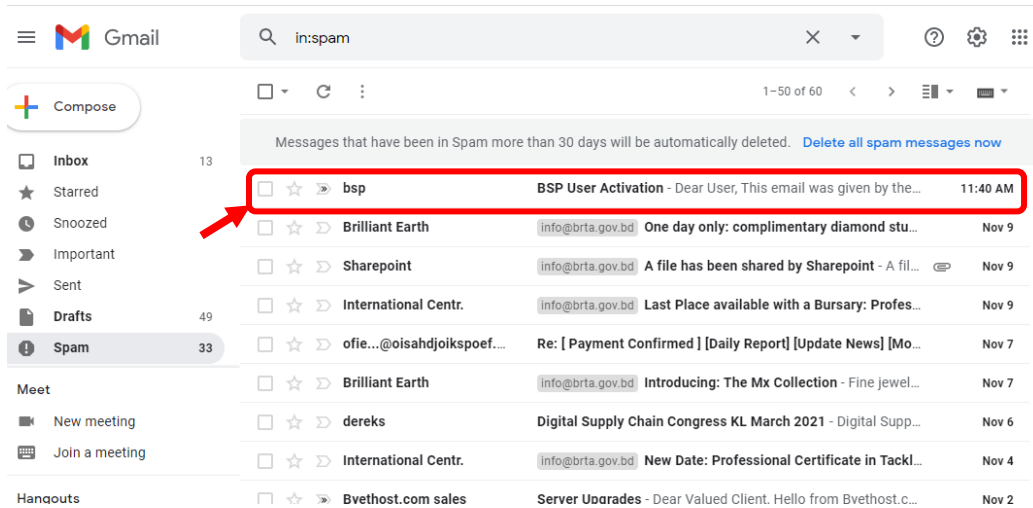 Gmail
in:spam
Compose
1–50 of 60
Messages that have been in Spam more than 30 days will be automatically deleted. Delete all spam messages now
Inbox 13
Starred
Snoozed
Important
Sent
Drafts 49
Spam 33
Meet
New meeting
Join a meeting
Hangouts
bsp BSP User Activation - Dear User, This email was given by the... 11:40 AM
Brilliant Earth info@brta.gov.bd One day only: complimentary diamond stu... Nov 9
Sharepoint info@brta.gov.bd A file has been shared by Sharepoint - A fil... Nov 9
International Centr. info@brta.gov.bd Last Place available with a Bursary: Profes... Nov 9
ofie...@oisahdjoikspoef.... Re: [ Payment Confirmed ] [Daily Report] [Update News] [Mo... Nov 7
Brilliant Earth info@brta.gov.bd Introducing: The Mx Collection - Fine jewel... Nov 7
dereks Digital Supply Chain Congress KL March 2021 - Digital Supp... Nov 6
International Centr. info@brta.gov.bd New Date: Professional Certificate in Tackl... Nov 4
Byethost.com sales Server Upgrades - Dear Valued Client, Hello from Byethost.c... Nov 2